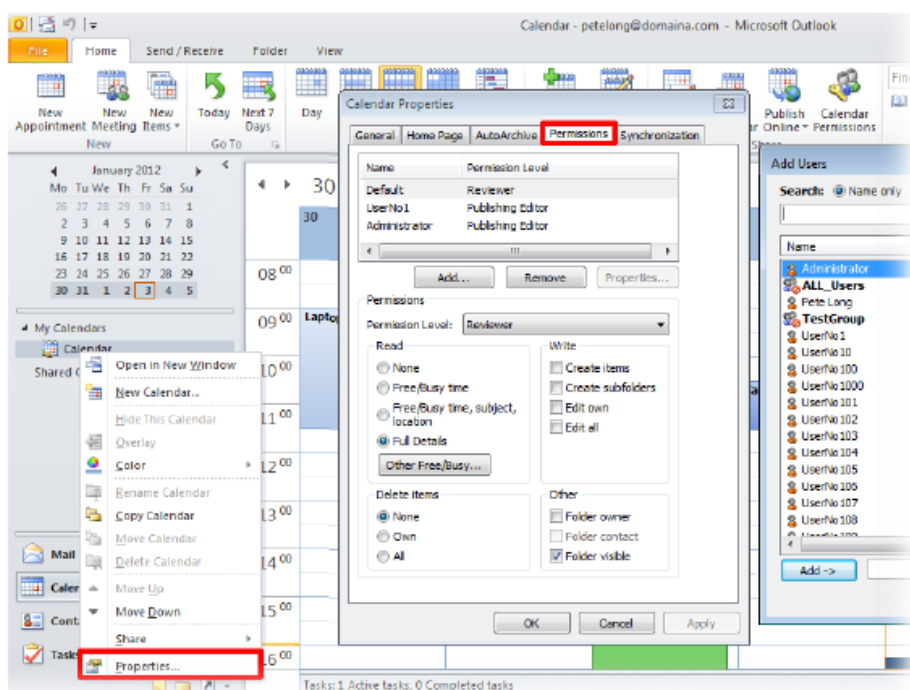 Calendar - petelong@domaina.com - Microsoft Outlook
File Home Send / Receive Folder View
New Appointment
New Meeting
New Items
Today
Next 7 Days
Day
Publish Online
Calendar Permissions
New
Go To
January 2012
Mo Tu We Th Fr Sa Su
26 27 28 29 30 31 1
2 3 4 5 6 7 8
9 10 11 12 13 14 15
16 17 18 19 20 21 22
23 24 25 26 27 28 29
30 31 1 2 3 4 5
My Calendars
Calendar
Open in New Window
New Calendar...
Hide This Calendar
Overlay
Color
Rename Calendar
Copy Calendar
Move Calendar
Delete Calendar
Move Up
Move Down
Share
Properties...
Mail
30
30
08 00
09 00
10 00
11 00
12 00
13 00
14 00
15 00
16 00
Calendar Properties
General Home Page AutoArchive Permissions Synchronization
Name Permission Level
Default Reviewer
UserNo1 Publishing Editor
Administrator Publishing Editor
Add... Remove Properties...
Permissions
Permission Level: Reviewer
Read
None
Free/Busy time
Free/Busy time, subject,
location
Full Details
Other Free/Busy...
Write
Create items
Create subfolders
Edit own
Edit all
Delete items
None
Own
All
Other
Folder owner
Folder contact
Folder visible
OK Cancel Apply
Add Users
Search: Name only
Name
Administrator
ALL_Users
Pete Long
TestGroup
UserNo1
UserNo10
UserNo100
UserNo1000
UserNo101
UserNo102
UserNo103
UserNo104
UserNo105
UserNo106
UserNo107
UserNo108
Add ->
Tasks: 1 Active tasks, 0 Completed tasks